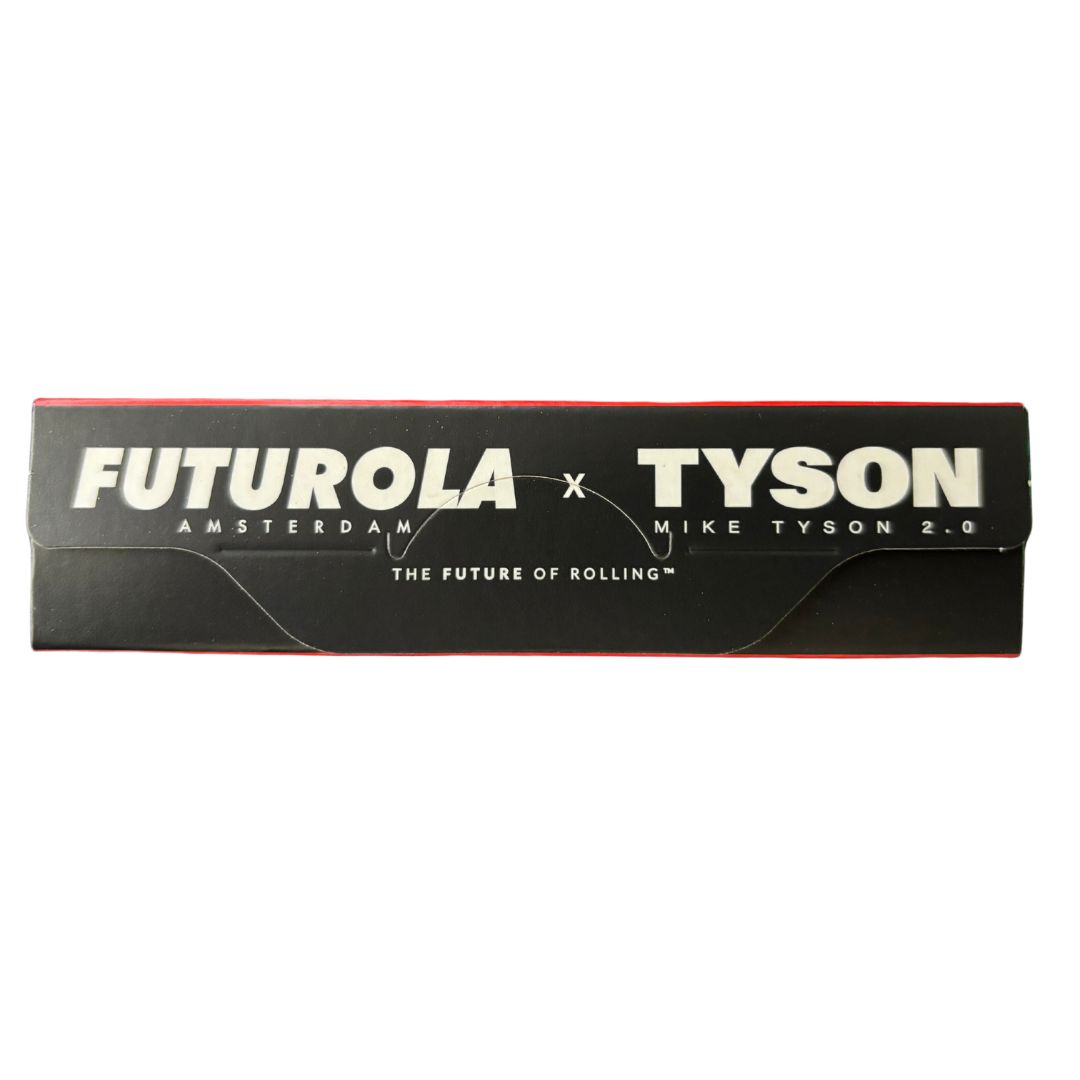 FUTUROLA X TYSON
AMSTERDAM MIKE TYSON 2.0
THE FUTURE OF ROLLING™